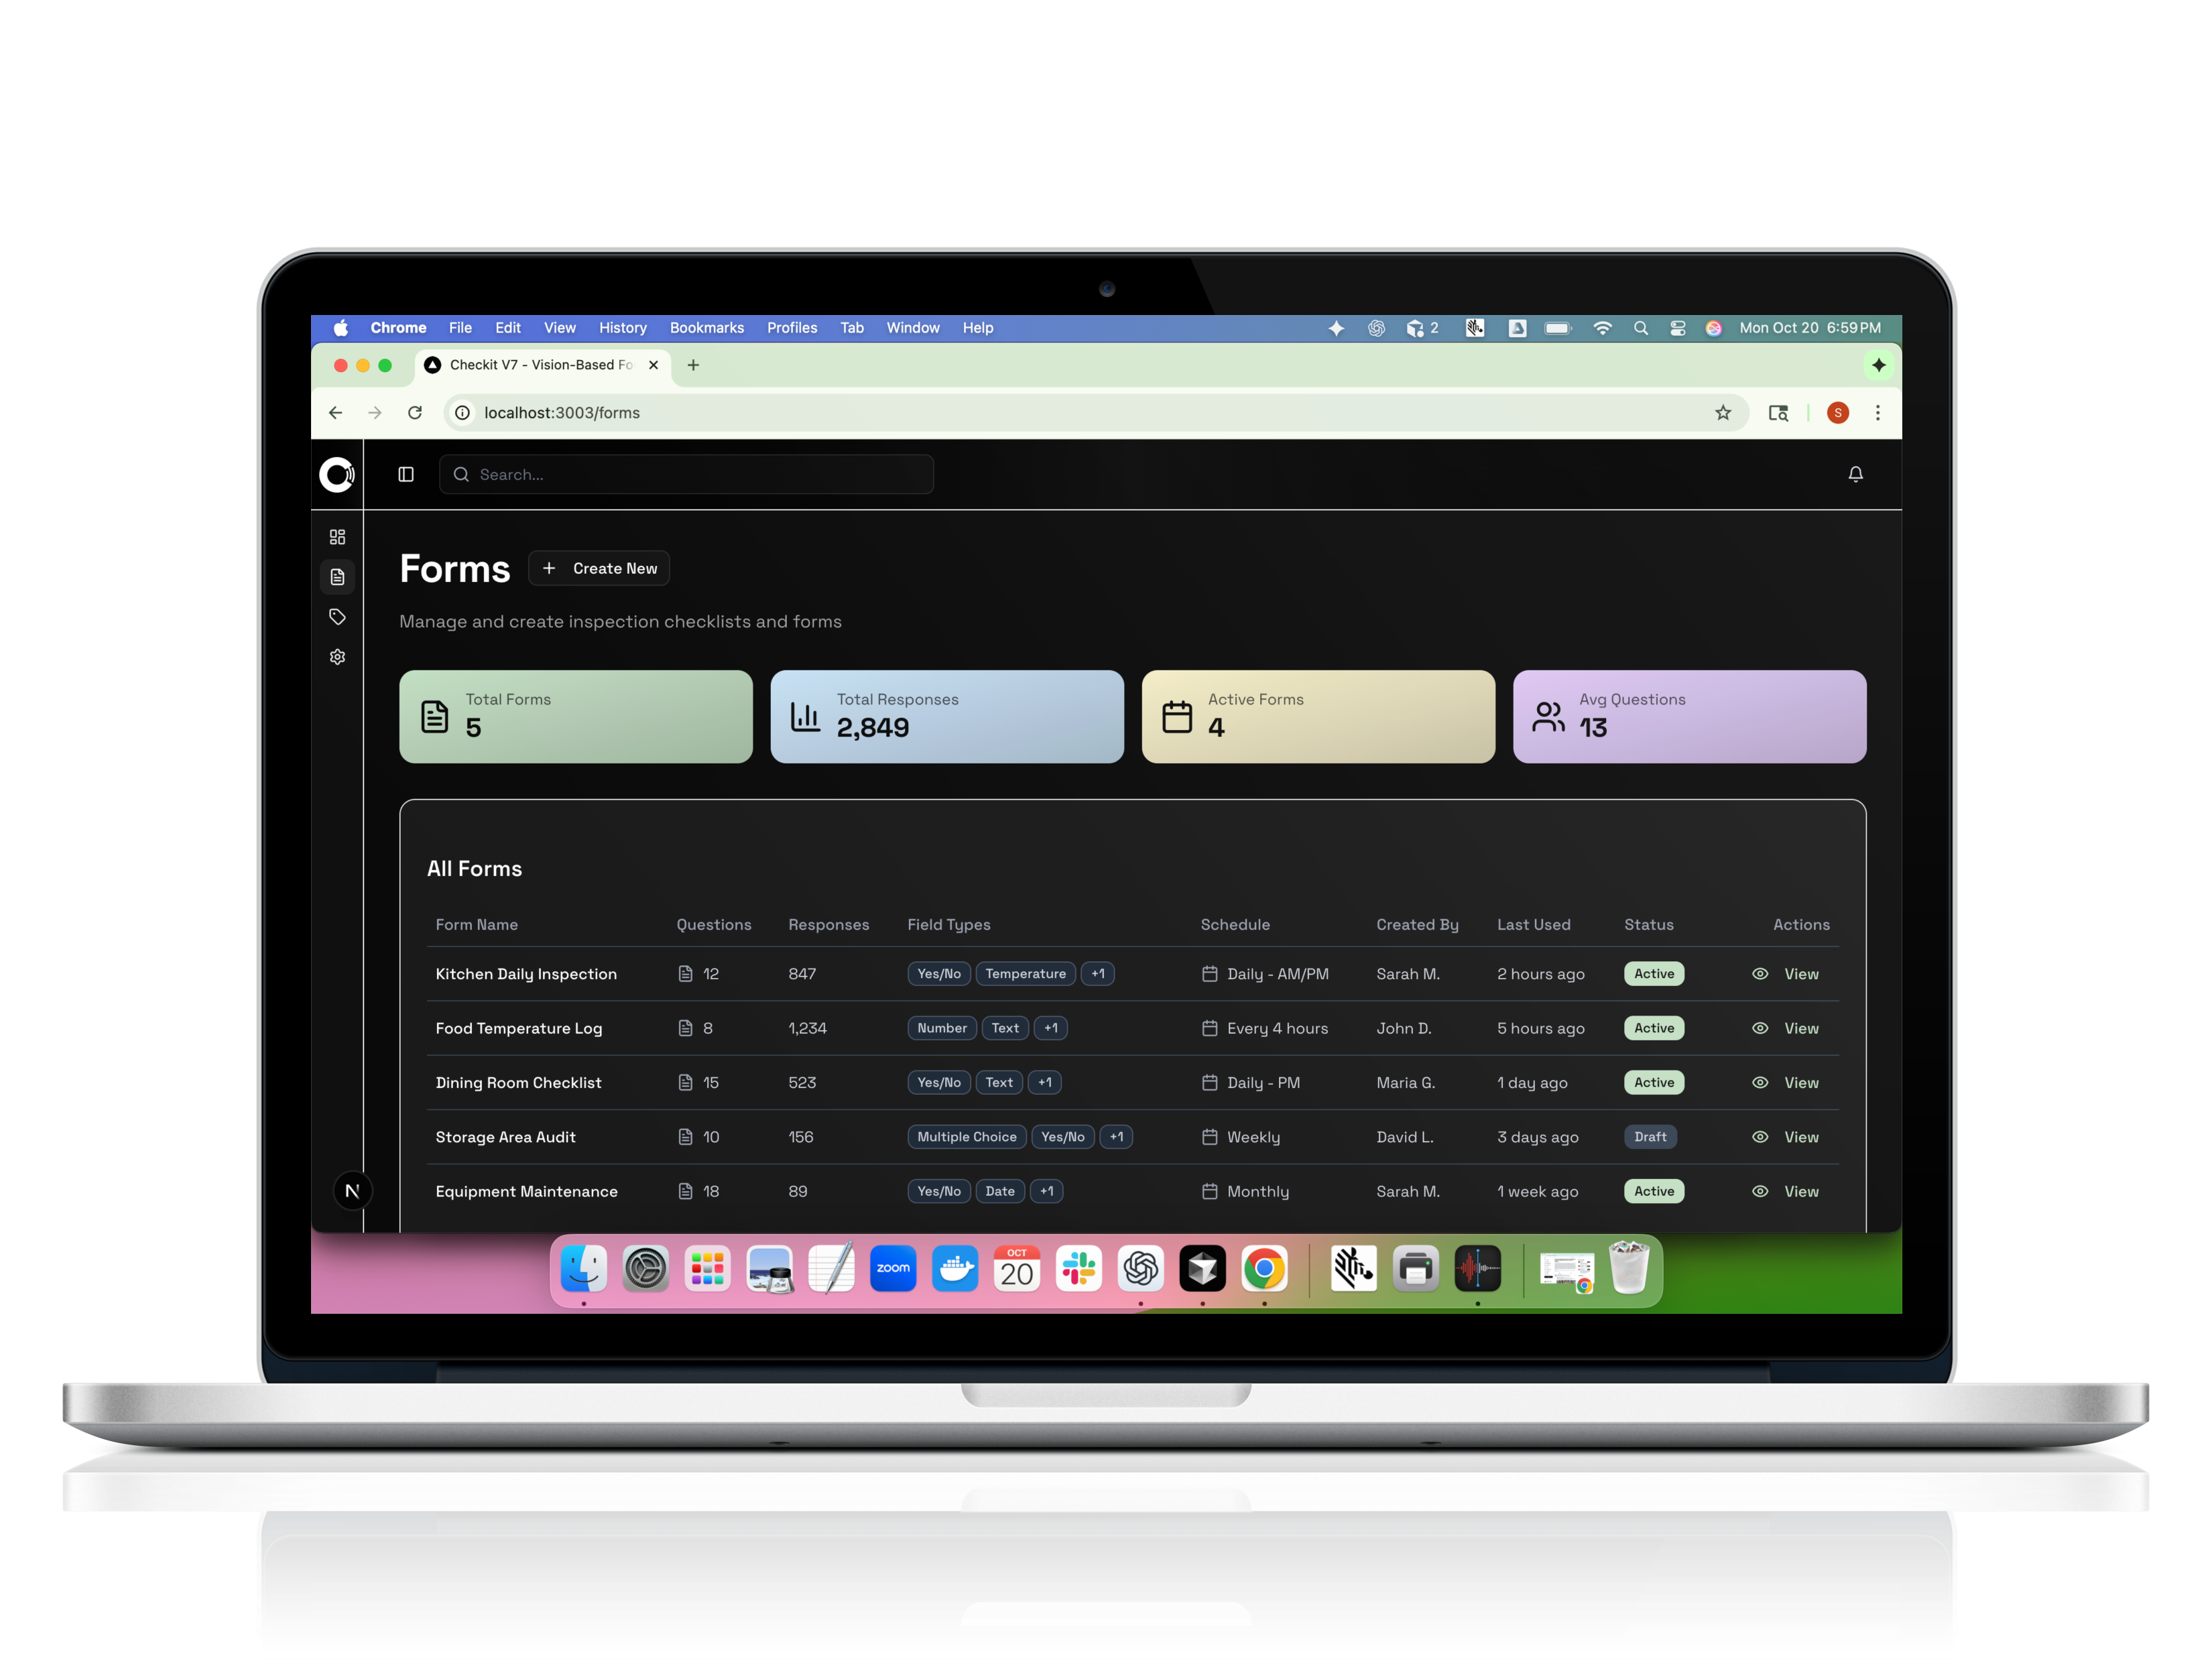 Chrome File Edit View History Bookmarks Profiles Tab Window Help 2 Mon Oct 20 6:59 PM
Checkit V7 - Vision-Based Fo
localhost:3003/forms S
Search...
Forms + Create New
Manage and create inspection checklists and forms
Total Forms
5
Total Responses
2,849
Active Forms
4
Avg Questions
13
All Forms
Form Name Questions Responses Field Types Schedule Created By Last Used Status Actions
Kitchen Daily Inspection 12 847 Yes/No Temperature +1 Daily - AM/PM Sarah M. 2 hours ago Active View
Food Temperature Log 8 1,234 Number Text +1 Every 4 hours John D. 5 hours ago Active View
Dining Room Checklist 15 523 Yes/No Text +1 Daily - PM Maria G. 1 day ago Active View
Storage Area Audit 10 156 Multiple Choice Yes/No +1 Weekly David L. 3 days ago Draft View
Equipment Maintenance 18 89 Yes/No Date +1 Monthly Sarah M. 1 week ago Active View
N
zoom
OCT
20